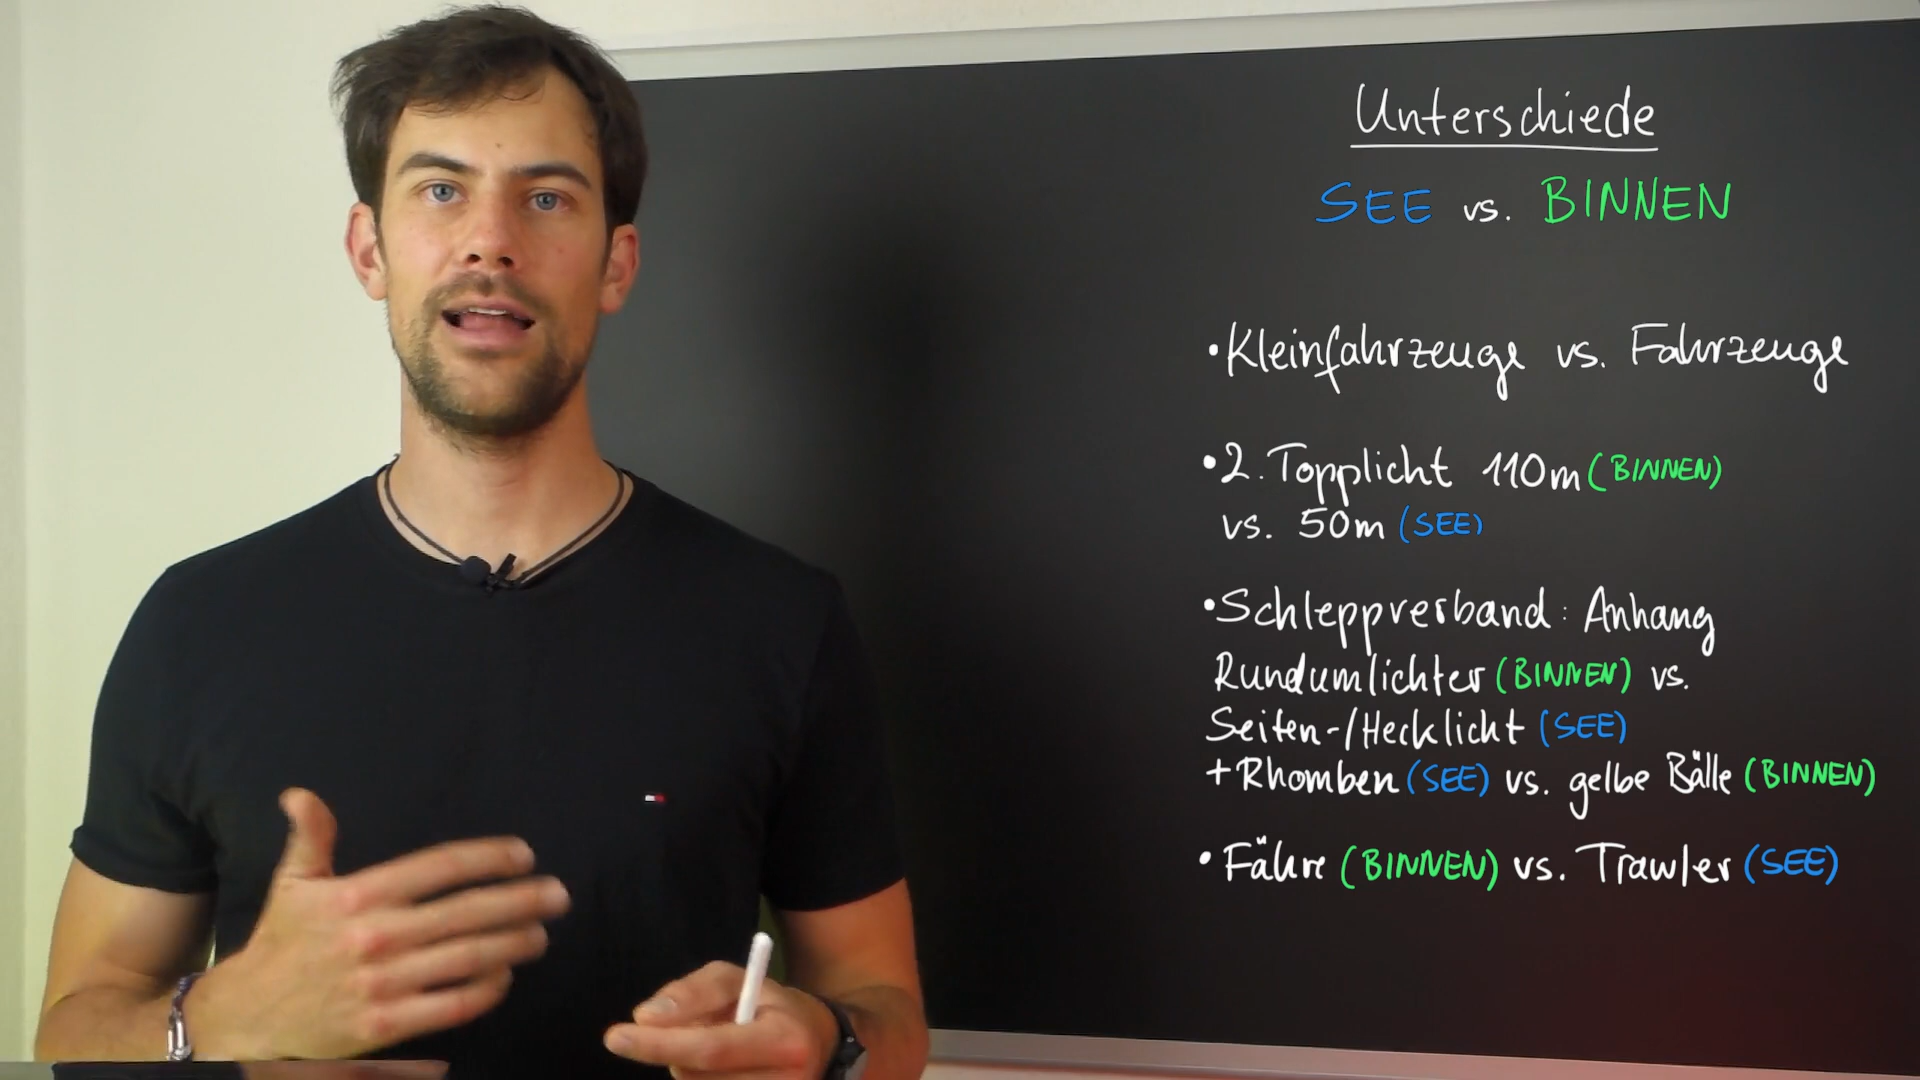 Unterschiede
SEE vs. BINNEN
• Kleinfahrzeuge vs. Fahrzeuge
• 2. Topplicht 110m (BINNEN)
vs. 50m (SEE)
• Schleppverband: Anhang
Rundumlichter (BINNEN) vs.
Seiten-/Hecklicht (SEE)
+ Rhomben (SEE) vs. gelbe Bälle (BINNEN)
• Fähre (BINNEN) vs. Trawler (SEE)